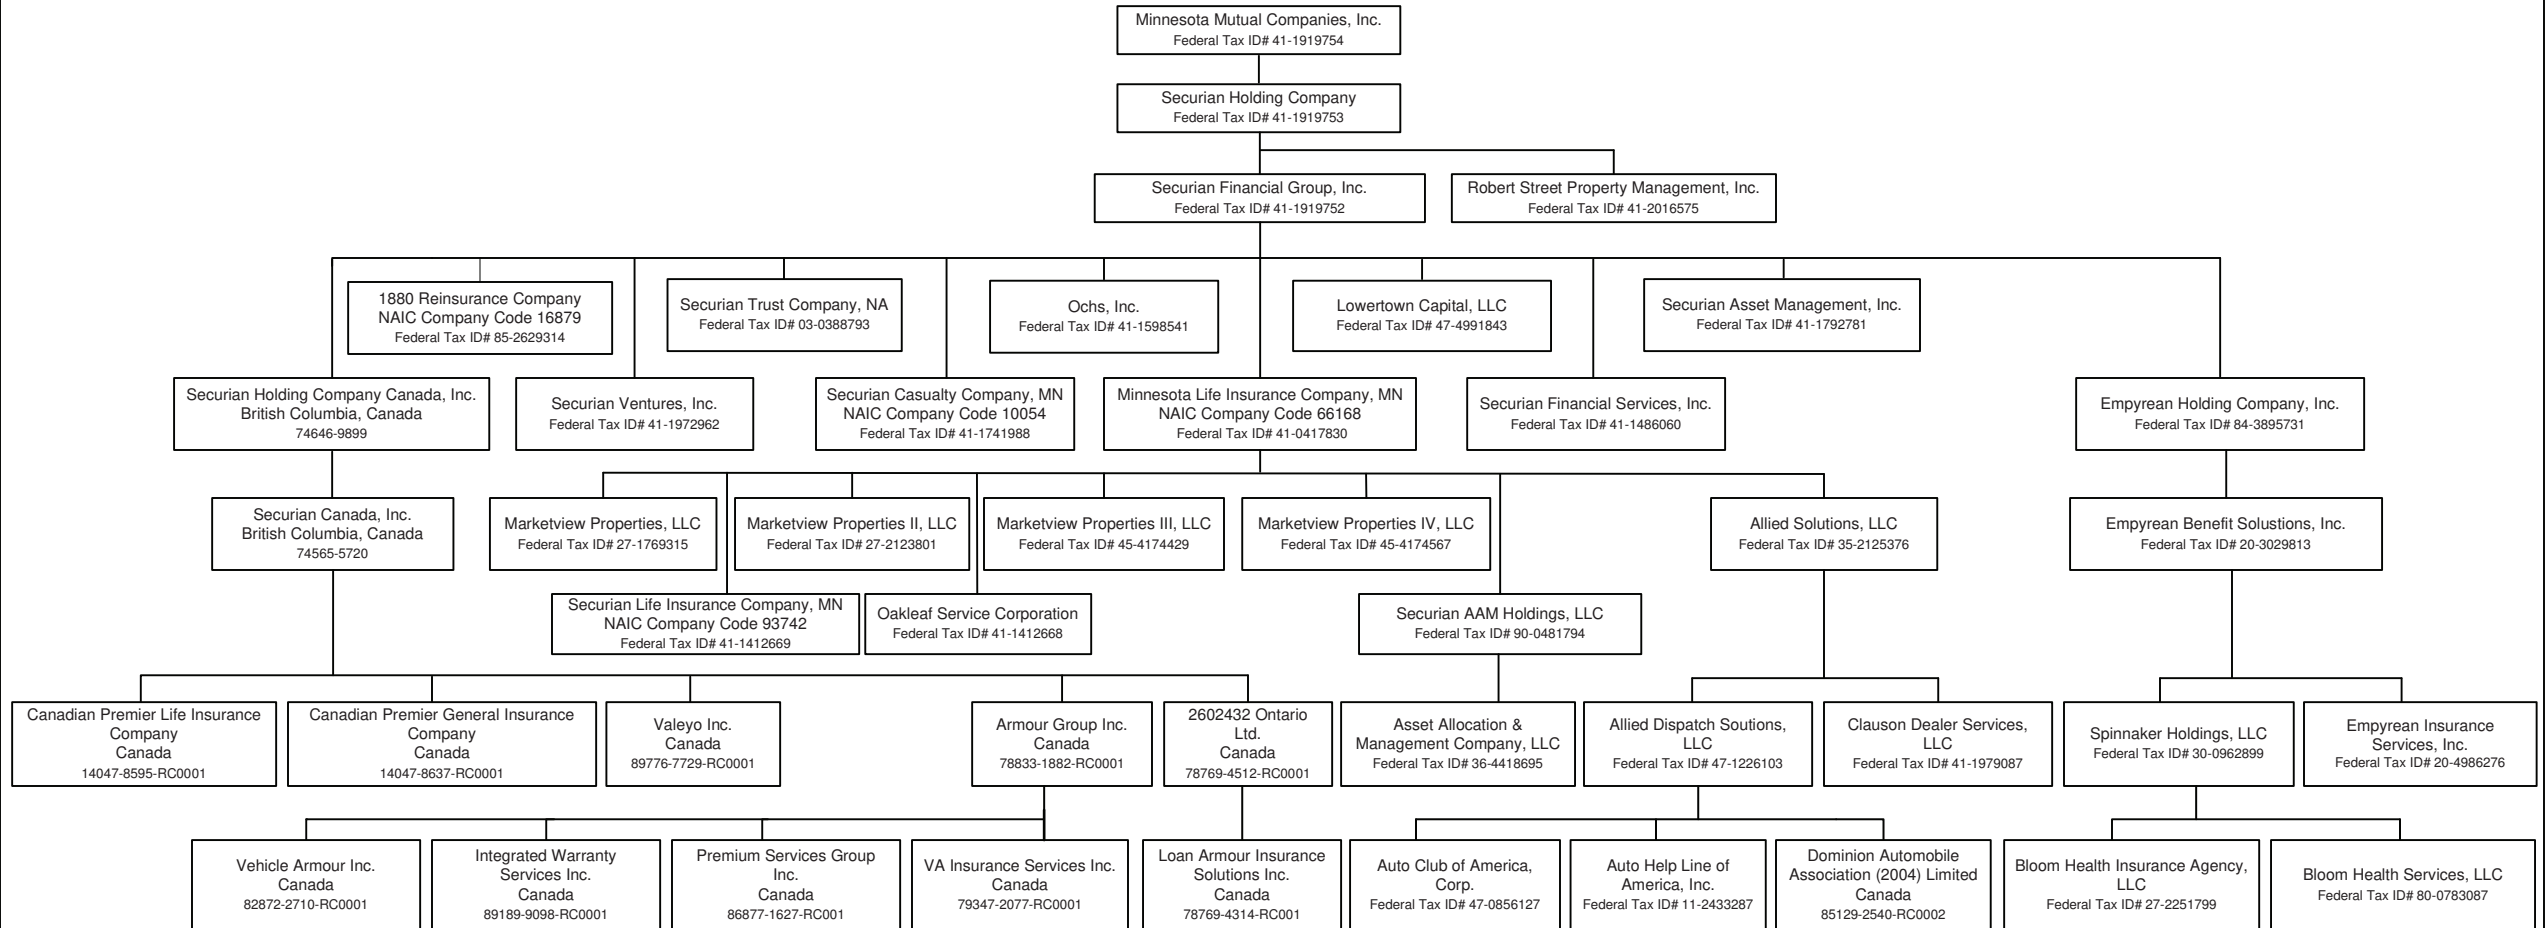 Minnesota Mutual Companies, Inc.
Federal Tax ID# 41-1919754
Securian Holding Company
Federal Tax ID# 41-1919753
Securian Financial Group, Inc.
Federal Tax ID# 41-1919752
Robert Street Property Management, Inc.
Federal Tax ID# 41-2016575
1880 Reinsurance Company
NAIC Company Code 16879
Federal Tax ID# 85-2629314
Securian Trust Company, NA
Federal Tax ID# 03-0388793
Ochs, Inc.
Federal Tax ID# 41-1598541
Lowertown Capital, LLC
Federal Tax ID# 47-4991843
Securian Asset Management, Inc.
Federal Tax ID# 41-1792781
Securian Holding Company Canada, Inc.
British Columbia, Canada
74646-9899
Securian Ventures, Inc.
Federal Tax ID# 41-1972962
Securian Casualty Company, MN
NAIC Company Code 10054
Federal Tax ID# 41-1741988
Minnesota Life Insurance Company, MN
NAIC Company Code 66168
Federal Tax ID# 41-0417830
Securian Financial Services, Inc.
Federal Tax ID# 41-1486060
Empyrean Holding Company, Inc.
Federal Tax ID# 84-3895731
Securian Canada, Inc.
British Columbia, Canada
74565-5720
Marketview Properties, LLC
Federal Tax ID# 27-1769315
Marketview Properties II, LLC
Federal Tax ID# 27-2123801
Marketview Properties III, LLC
Federal Tax ID# 45-4174429
Marketview Properties IV, LLC
Federal Tax ID# 45-4174567
Allied Solutions, LLC
Federal Tax ID# 35-2125376
Empyrean Benefit Solustions, Inc.
Federal Tax ID# 20-3029813
Securian Life Insurance Company, MN
NAIC Company Code 93742
Federal Tax ID# 41-1412669
Oakleaf Service Corporation
Federal Tax ID# 41-1412668
Securian AAM Holdings, LLC
Federal Tax ID# 90-0481794
Canadian Premier Life Insurance
Company
Canada
14047-8595-RC0001
Canadian Premier General Insurance
Company
Canada
14047-8637-RC0001
Valeyo Inc.
Canada
89776-7729-RC0001
Armour Group Inc.
Canada
78833-1882-RC0001
2602432 Ontario
Ltd.
Canada
78769-4512-RC0001
Asset Allocation &
Management Company, LLC
Federal Tax ID# 36-4418695
Allied Dispatch Soutions,
LLC
Federal Tax ID# 47-1226103
Clauson Dealer Services,
LLC
Federal Tax ID# 41-1979087
Spinnaker Holdings, LLC
Federal Tax ID# 30-0962899
Empyrean Insurance
Services, Inc.
Federal Tax ID# 20-4986276
Vehicle Armour Inc.
Canada
82872-2710-RC0001
Integrated Warranty
Services Inc.
Canada
89189-9098-RC0001
Premium Services Group
Inc.
Canada
86877-1627-RC001
VA Insurance Services Inc.
Canada
79347-2077-RC0001
Loan Armour Insurance
Solutions Inc.
Canada
78769-4314-RC001
Auto Club of America,
Corp.
Federal Tax ID# 47-0856127
Auto Help Line of
America, Inc.
Federal Tax ID# 11-2433287
Dominion Automobile
Association (2004) Limited
Canada
85129-2540-RC0002
Bloom Health Insurance Agency,
LLC
Federal Tax ID# 27-2251799
Bloom Health Services, LLC
Federal Tax ID# 80-0783087